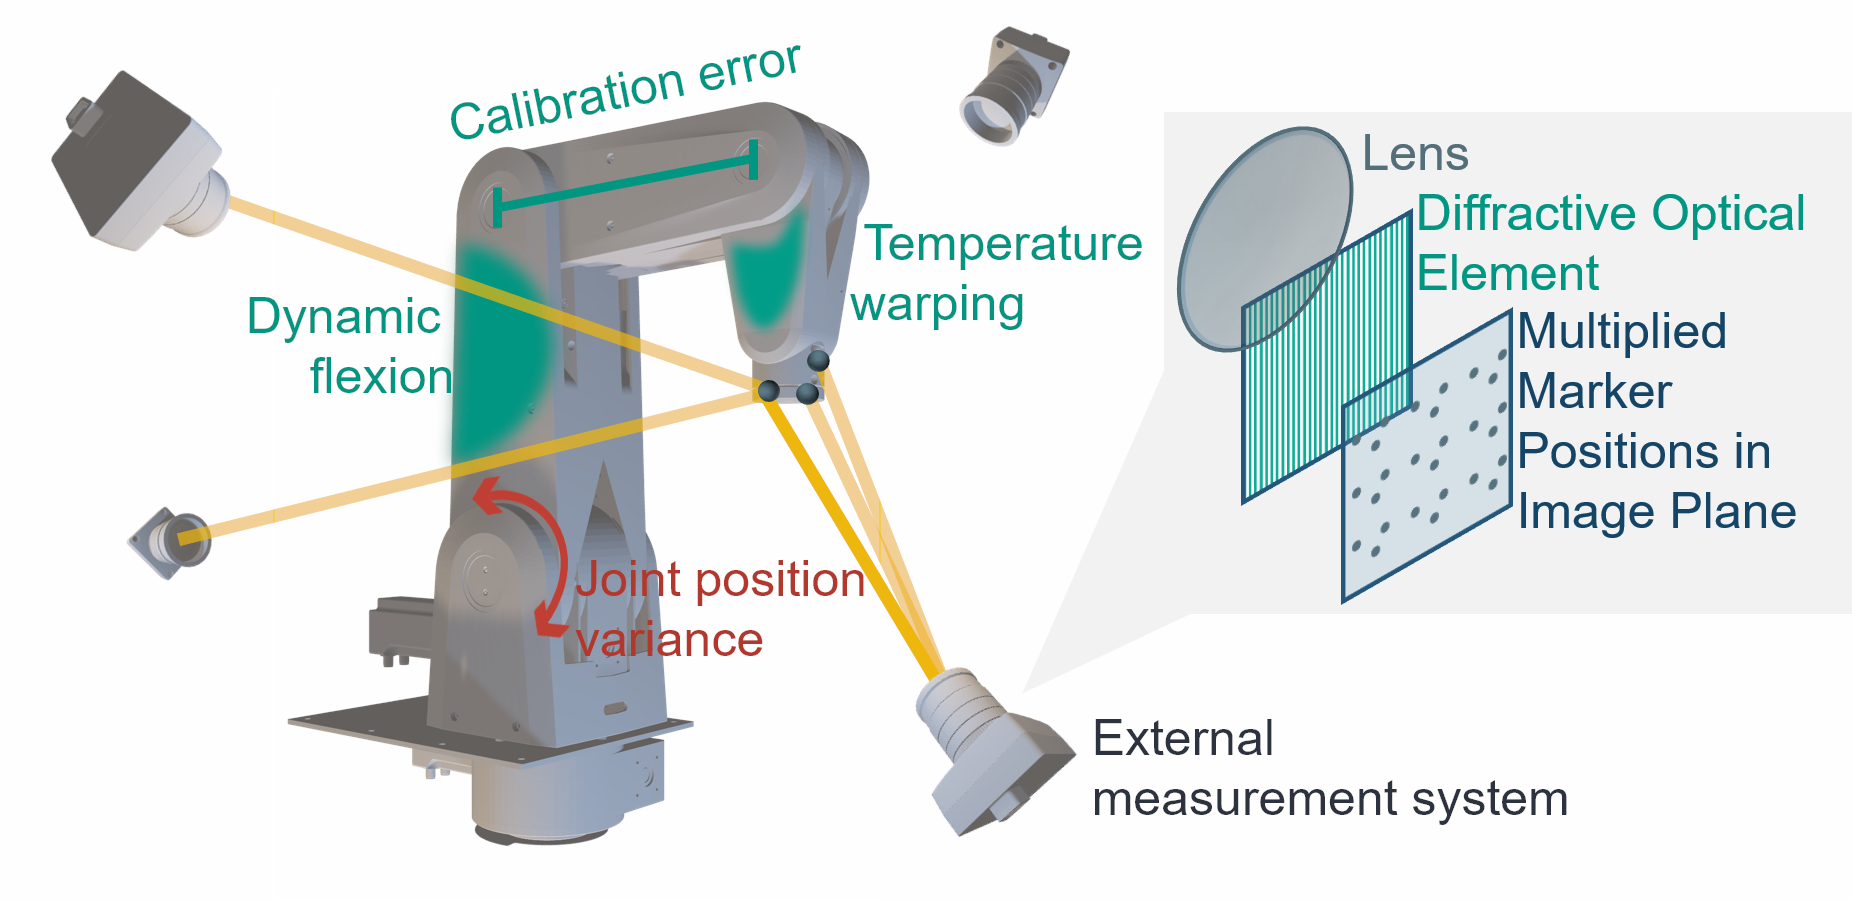 Calibration error
Temperature
warping
Dynamic
flexion
Joint position
variance
External
measurement system
Lens
Diffractive Optical
Element
Multiplied
Marker
Positions in
Image Plane